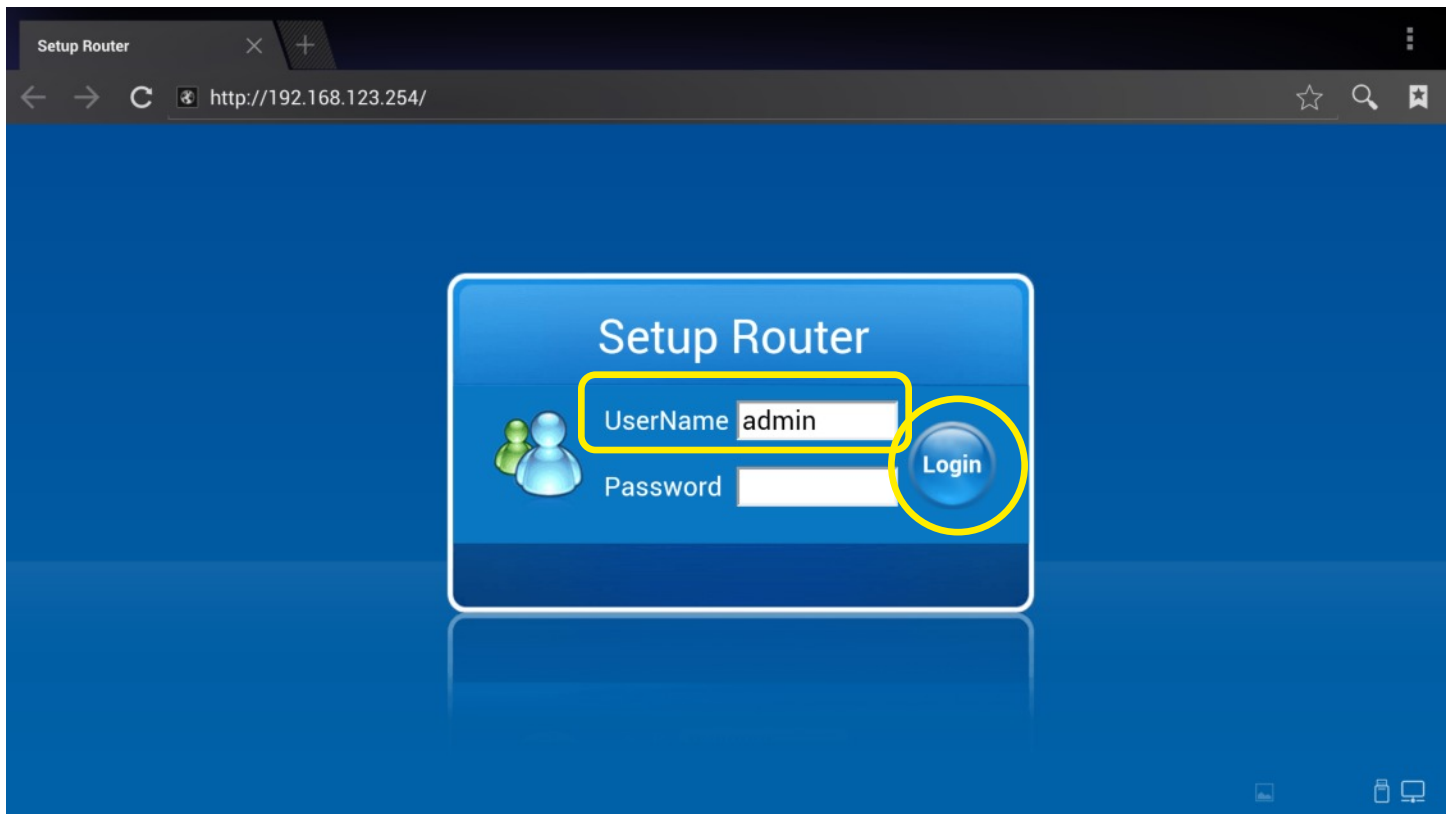 Setup Router
http://192.168.123.254/
Setup Router
UserName admin
Password
Login